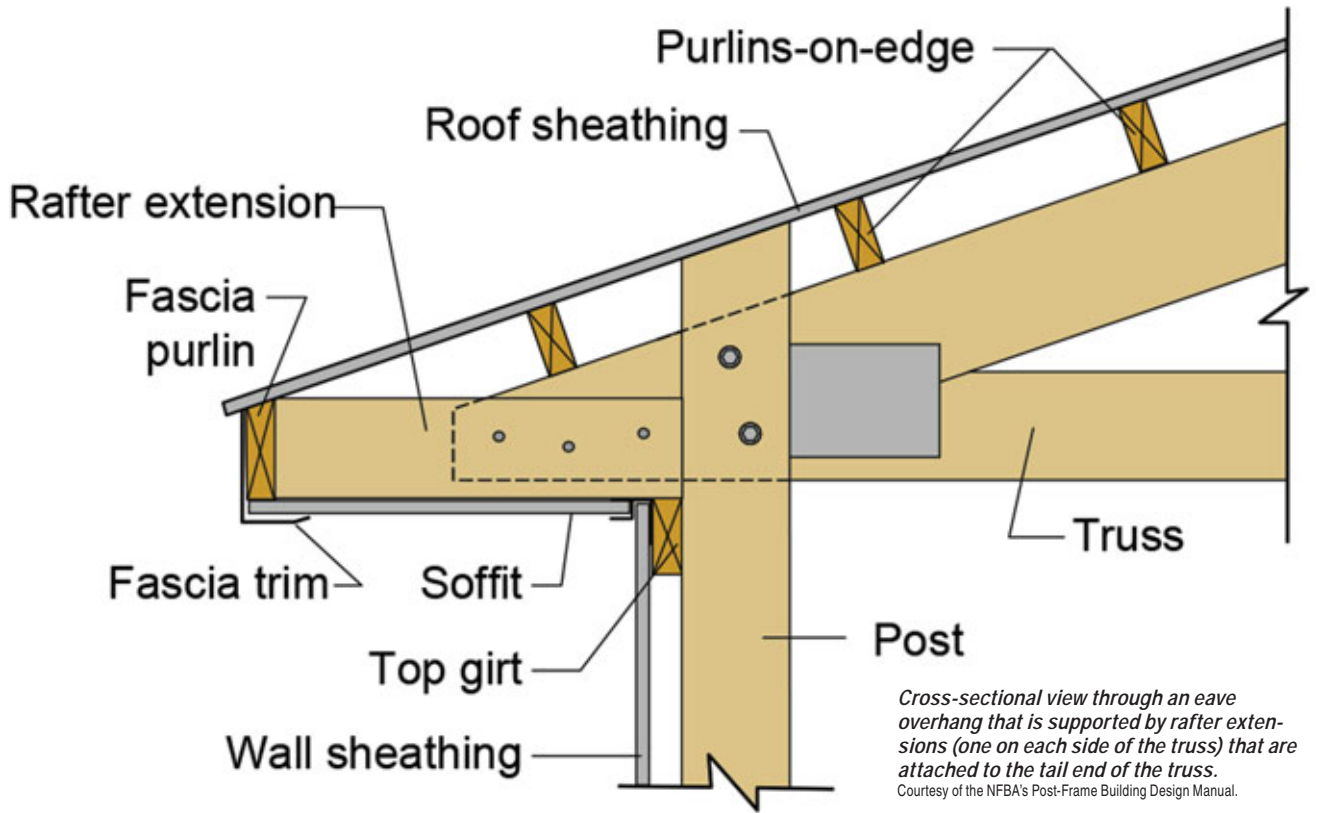 Purlins-on-edge
Roof sheathing
Rafter extension
Fascia
purlin
Fascia trim
Soffit
Truss
Top girt
Post
Wall sheathing
Cross-sectional view through an eave
overhang that is supported by rafter exten-
sions (one on each side of the truss) that are
attached to the tail end of the truss.
Courtesy of the NFBA's Post-Frame Building Design Manual.